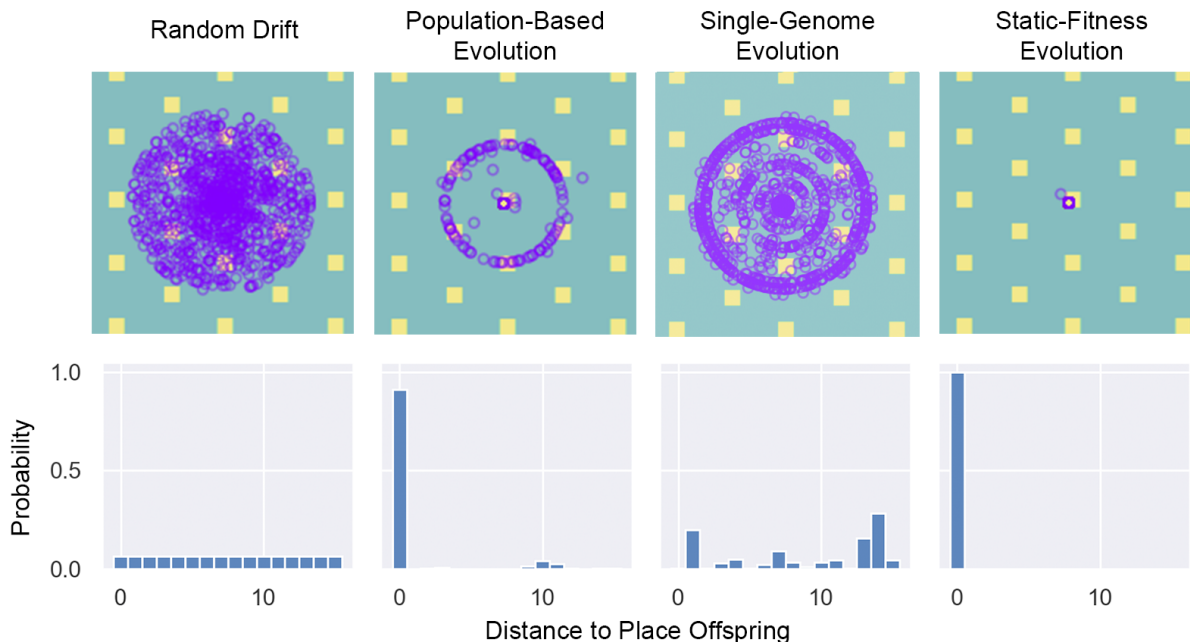 Random Drift
Population-Based
Evolution
Single-Genome
Evolution
Static-Fitness
Evolution
Probability
1.0
0.5
0.0
0 10
0 10
0 10
0 10
Distance to Place Offspring